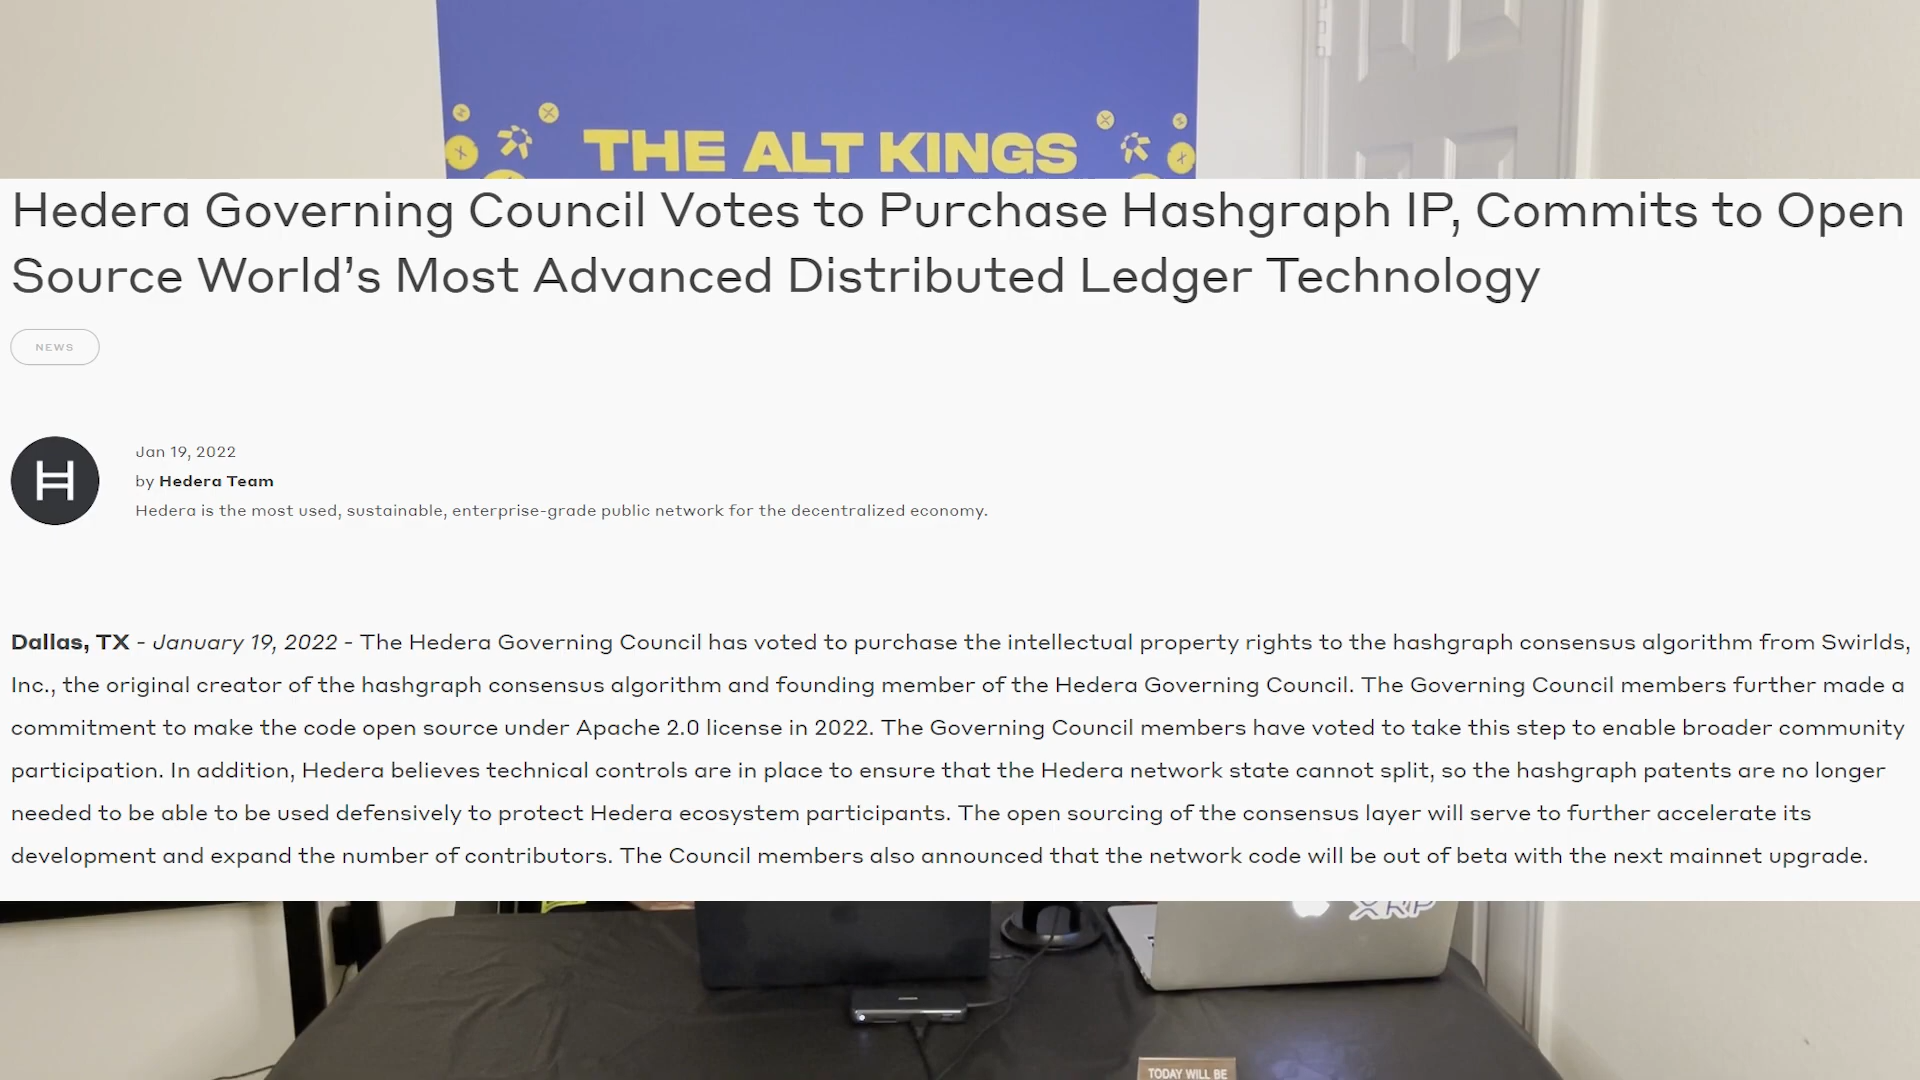 THE ALT KINGS
Hedera Governing Council Votes to Purchase Hashgraph IP, Commits to Open
Source World’s Most Advanced Distributed Ledger Technology
NEWS
Jan 19, 2022
by Hedera Team
Hedera is the most used, sustainable, enterprise-grade public network for the decentralized economy.
Dallas, TX - January 19, 2022 - The Hedera Governing Council has voted to purchase the intellectual property rights to the hashgraph consensus algorithm from Swirlds,
Inc., the original creator of the hashgraph consensus algorithm and founding member of the Hedera Governing Council. The Governing Council members further made a
commitment to make the code open source under Apache 2.0 license in 2022. The Governing Council members have voted to take this step to enable broader community
participation. In addition, Hedera believes technical controls are in place to ensure that the Hedera network state cannot split, so the hashgraph patents are no longer
needed to be able to be used defensively to protect Hedera ecosystem participants. The open sourcing of the consensus layer will serve to further accelerate its
development and expand the number of contributors. The Council members also announced that the network code will be out of beta with the next mainnet upgrade.
XRP
TODAY WILL BE